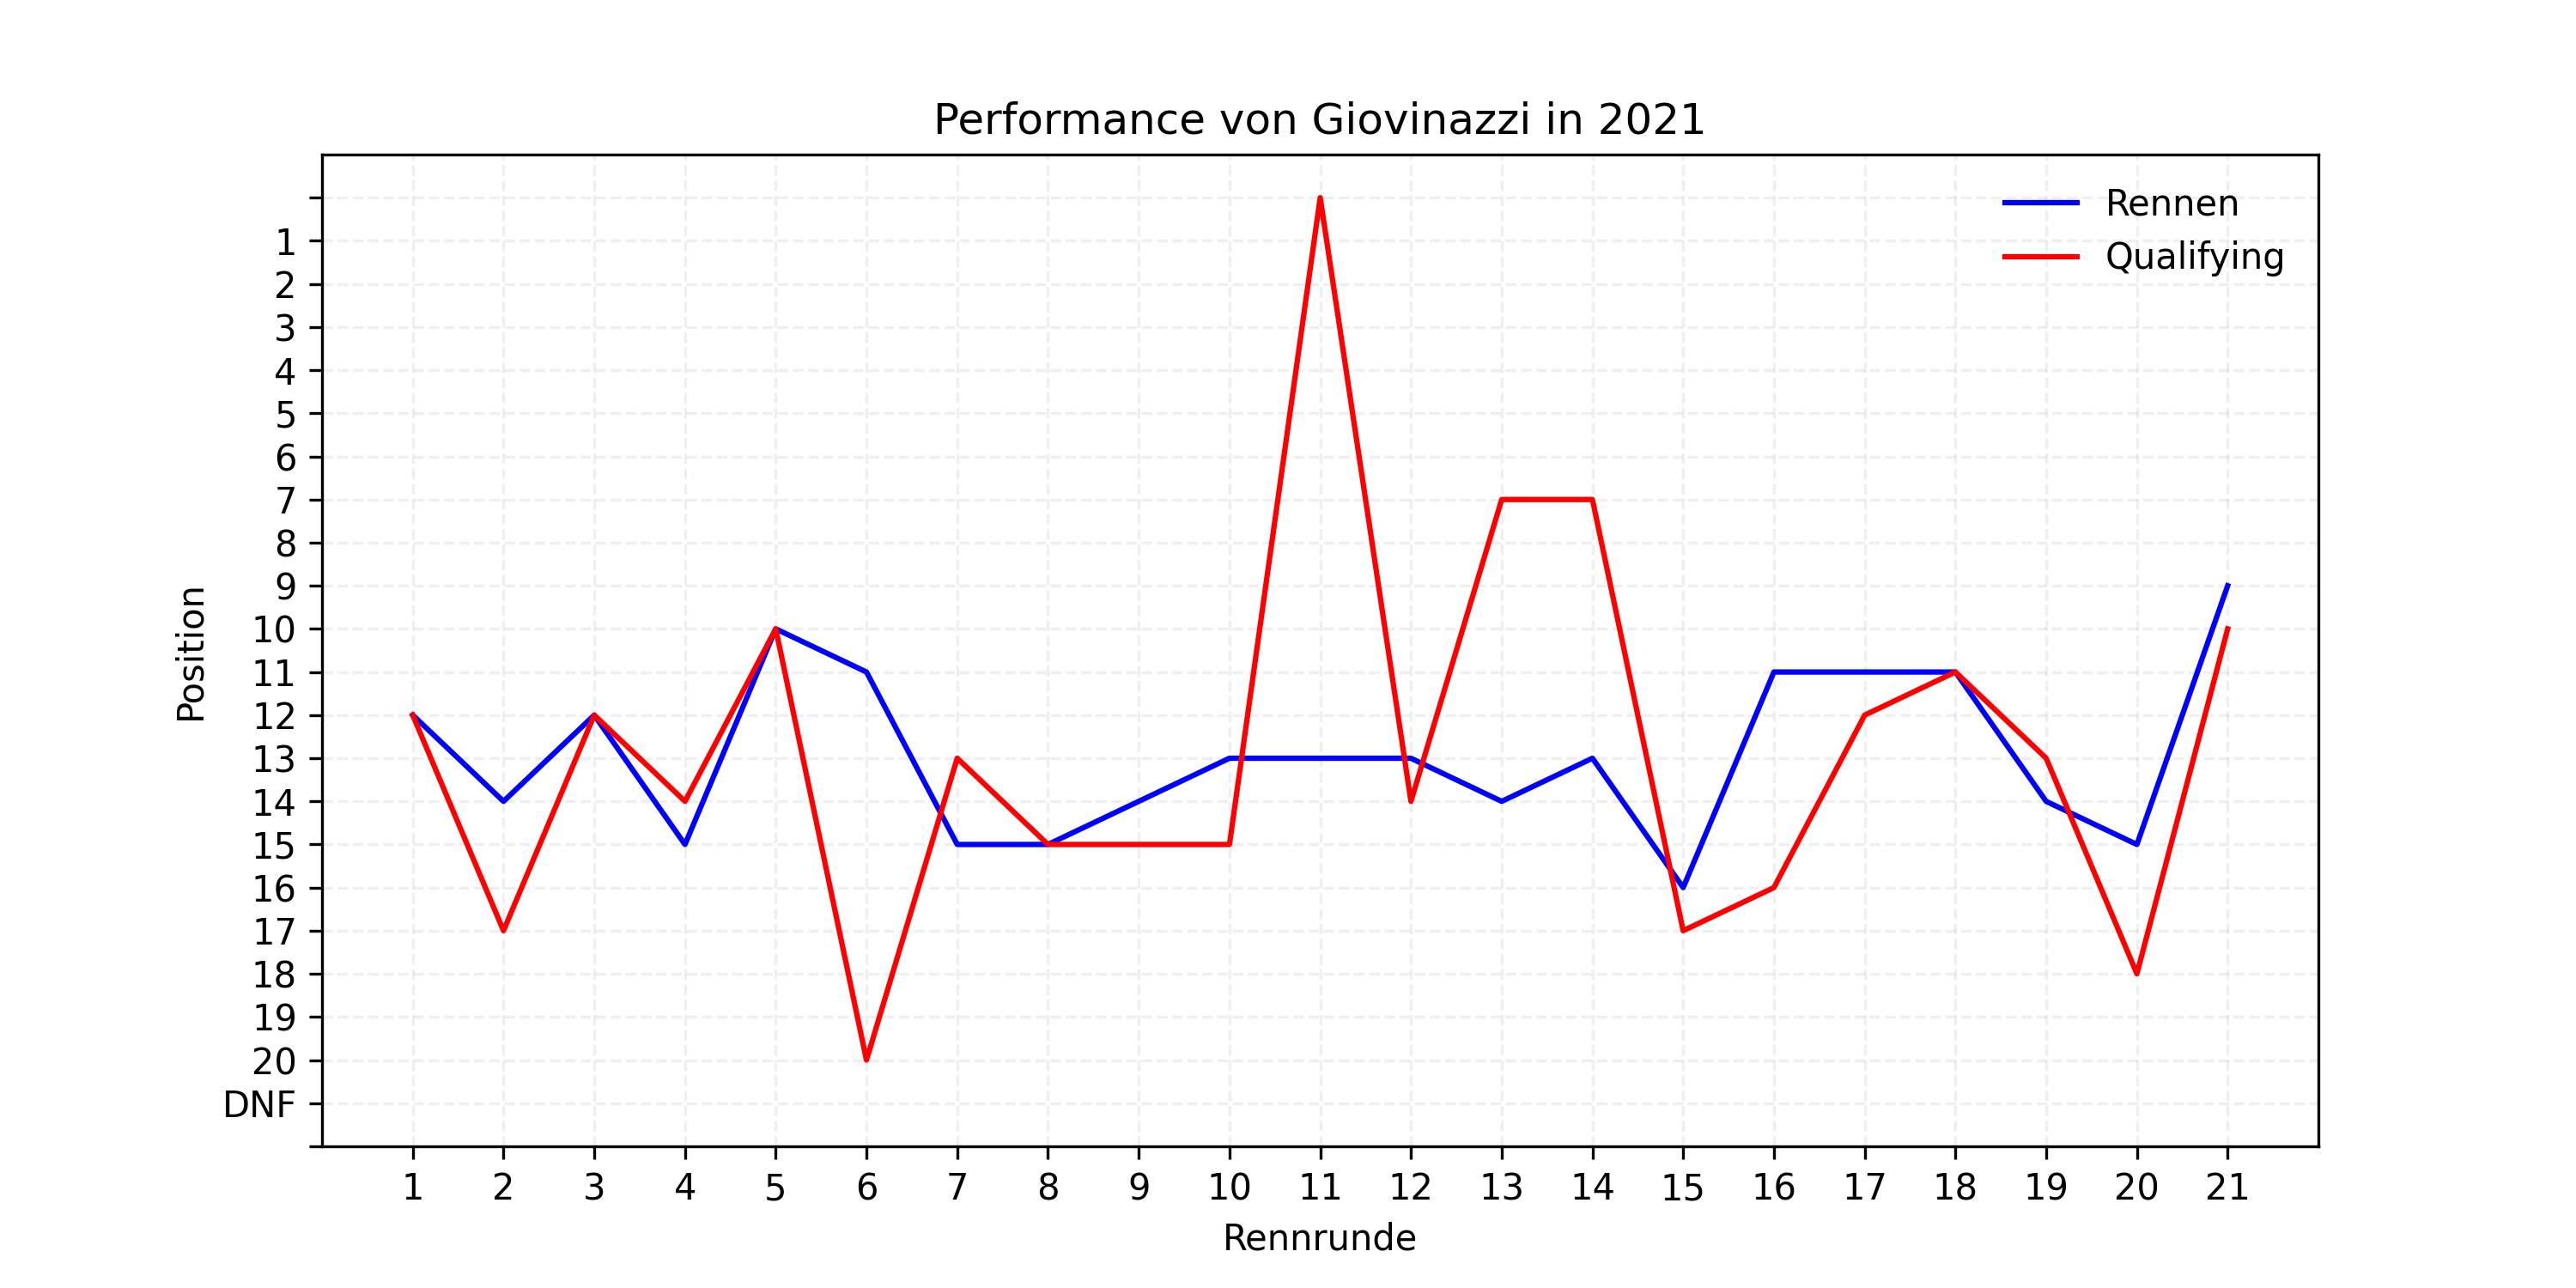 Performance von Giovinazzi in 2021
Rennen
Qualifying
1
2
3
4
5
6
7
8
9
10
11
12
13
14
15
16
17
18
19
20
DNF
Position
1 2 3 4 5 6 7 8 9 10 11 12 13 14 15 16 17 18 19 20 21
Rennrunde